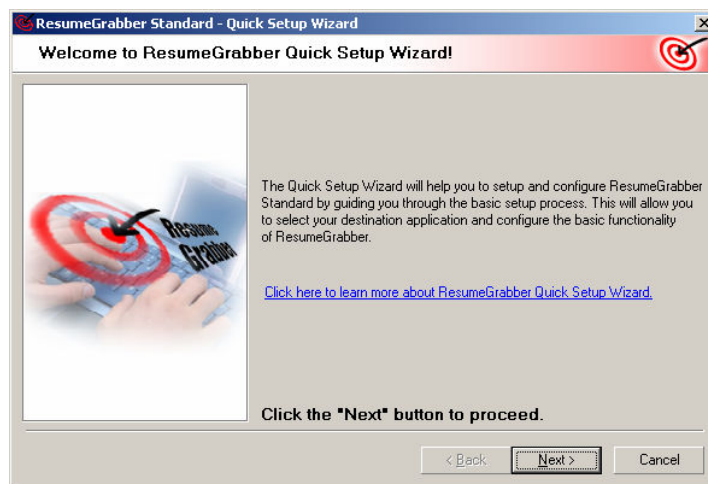 ResumeGrabber Standard - Quick Setup Wizard
Welcome to ResumeGrabber Quick Setup Wizard!
Resume
Grabber
The Quick Setup Wizard will help you to setup and configure ResumeGrabber
Standard by guiding you through the basic setup process. This will allow you
to select your destination application and configure the basic functionality
of ResumeGrabber.
Click here to learn more about ResumeGrabber Quick Setup Wizard.
Click the "Next" button to proceed.
< Back Next > Cancel